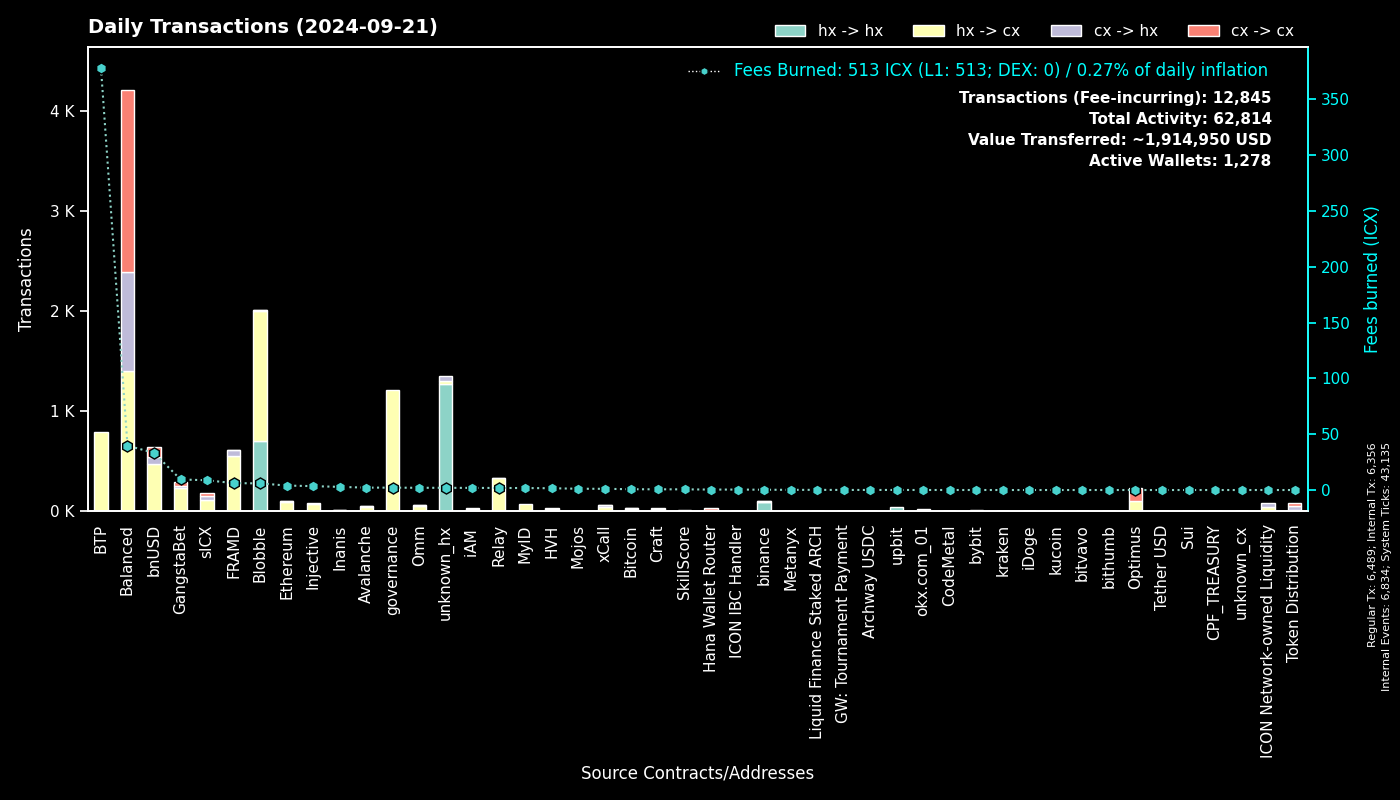 Daily Transactions (2024-09-21)
hx -> hx
hx -> cx
cx -> hx
cx -> cx
Fees Burned: 513 ICX (L1: 513; DEX: 0) / 0.27% of daily inflation
Transactions (Fee-incurring): 12,845
Total Activity: 62,814
Value Transferred: ~1,914,950 USD
Active Wallets: 1,278
Transactions
4 K
3 K
2 K
1 K
0 K
350
300
250
200
150
100
50
0
Fees burned (ICX)
BTP
Balanced
bnUSD
GangstaBet
sICX
FRAMD
Blobble
Ethereum
Injective
Inanis
Avalanche
governance
Omm
unknown_hx
iAM
Relay
MyID
HVH
Mojos
xCall
Bitcoin
Craft
SkillScore
Hana Wallet Router
ICON IBC Handler
binance
Metanyx
Liquid Finance Staked ARCH
GW: Tournament Payment
Archway USDC
upbit
okx.com_01
CodeMetal
bybit
kraken
iDoge
kucoin
bitvavo
bithumb
Optimus
Tether USD
Sui
CPF_TREASURY
unknown_cx
ICON Network-owned Liquidity
Token Distribution
Source Contracts/Addresses
Regular Tx: 6,489; Internal Tx: 6,356
Internal Events: 6,834; System Ticks: 43,135